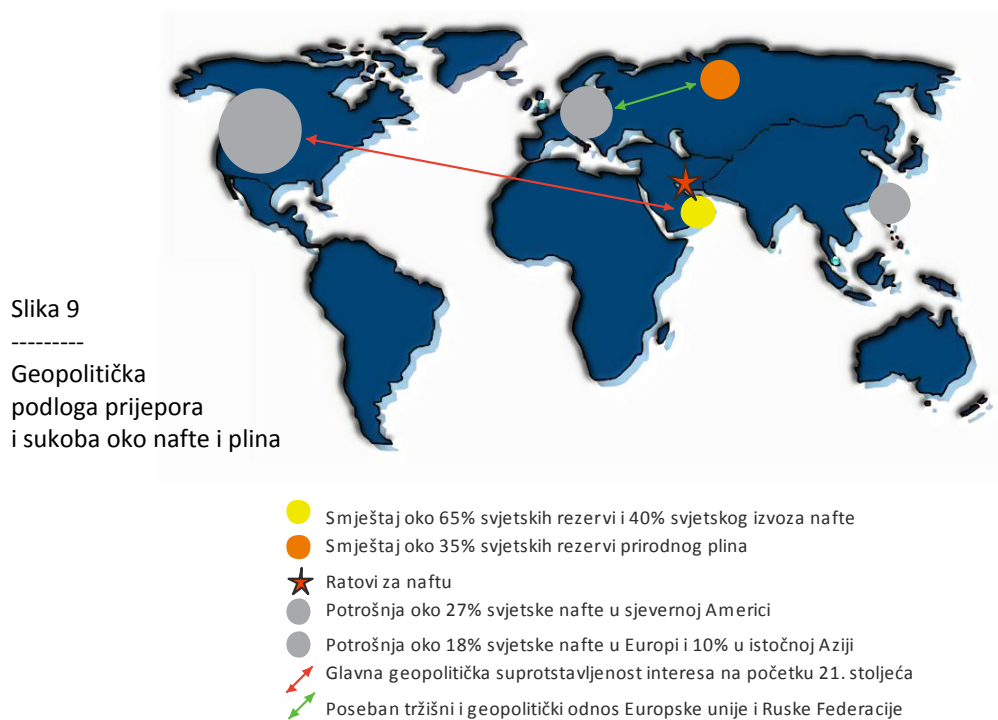 Slika 9
---------
Geopolitička
podloga prijepora
i sukoba oko nafte i plina
Smještaj oko 65% svjetskih rezervi i 40% svjetskog izvoza nafte
Smještaj oko 35% svjetskih rezervi prirodnog plina
Ratovi za naftu
Potrošnja oko 27% svjetske nafte u sjevernoj Americi
Potrošnja oko 18% svjetske nafte u Europi i 10% u istočnoj Aziji
Glavna geopolitička suprotstavljenost interesa na početku 21. stoljeća
Poseban tržišni i geopolitički odnos Europske unije i Ruske Federacije